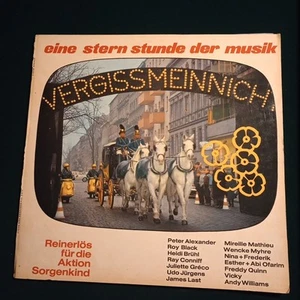 eine stern stunde der musik
VERGISSMEINNICH
Reinerlös
für die
Aktion
Sorgenkind
Peter Alexander
Roy Black
Heidi Brühl
Ray Conniff
Juliette Gréco
Udo Jürgens
James Last
Mireille Mathieu
Wencke Myhre
Nina + Frederik
Esther + Abi Ofarim
Freddy Quinn
Vicky
Andy Williams